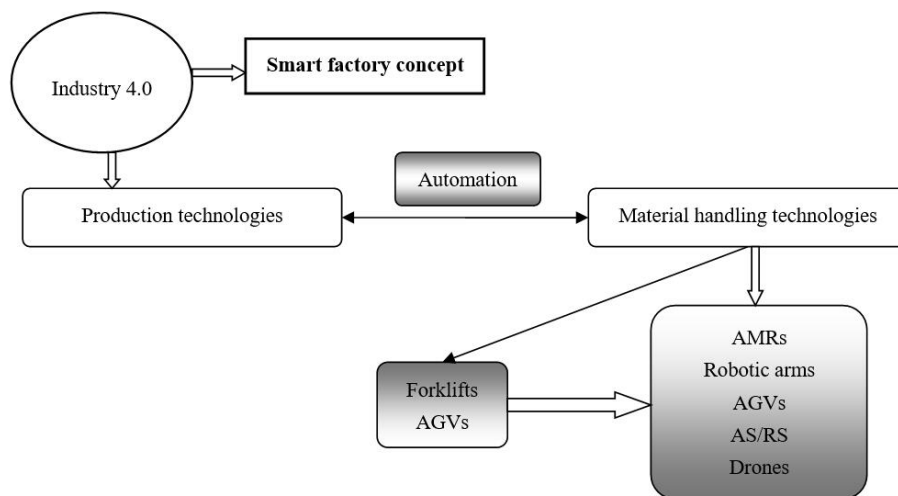 Industry 4.0
Smart factory concept
Automation
Production technologies
Material handling technologies
Forklifts
AGVs
AMRs
Robotic arms
AGVs
AS/RS
Drones